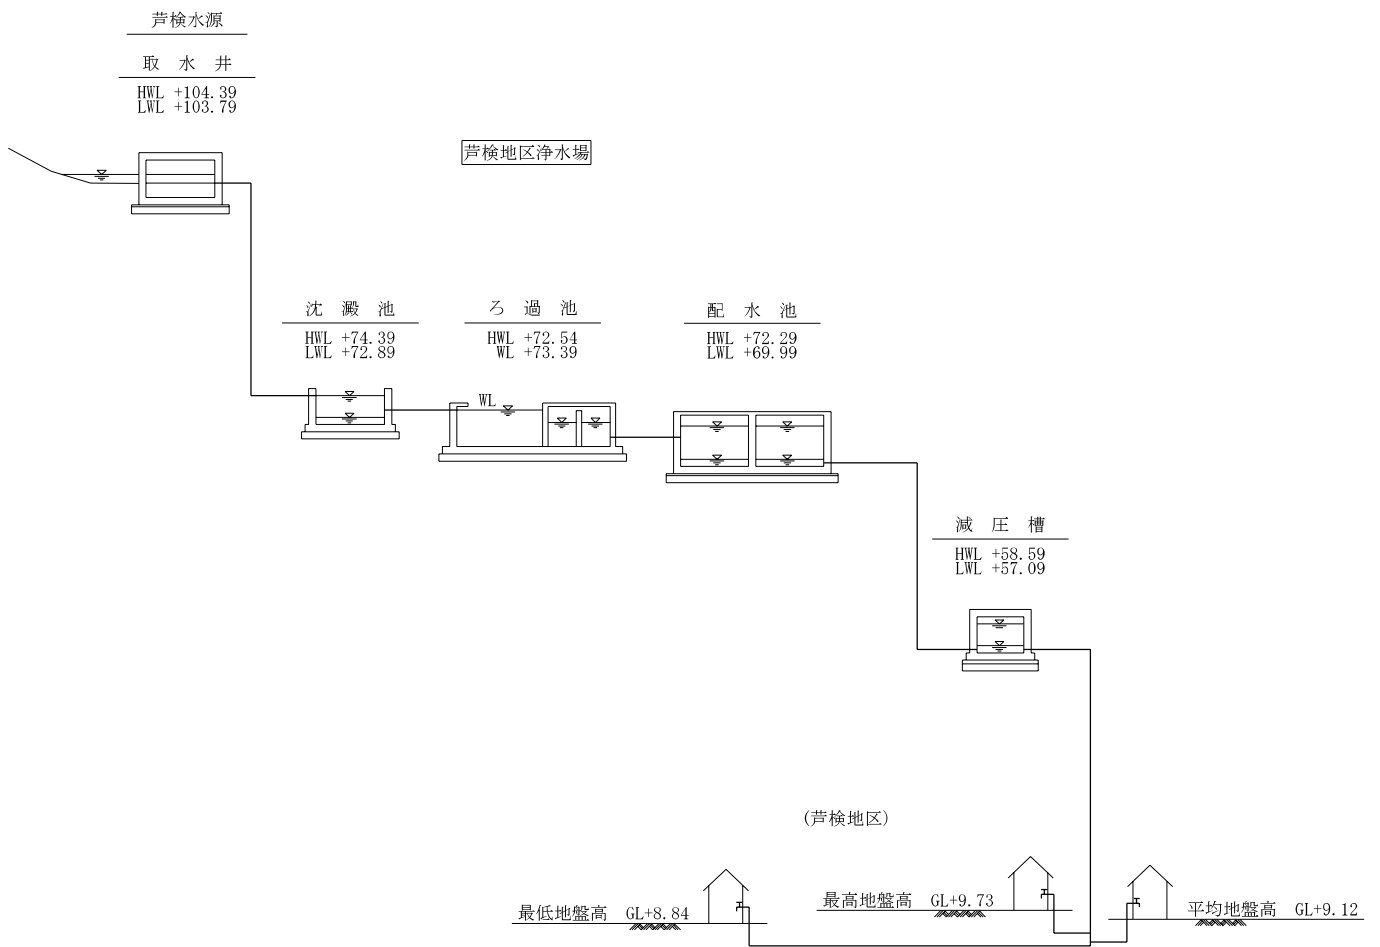 芦検水源
取水井
HWL +104.39
LWL +103.79
芦検地区浄水場
沈澱池
HWL +74.39
LWL +72.89
ろ過池
HWL +72.54
WL +73.39
配水池
HWL +72.29
LWL +69.99
WL
減圧槽
HWL +58.59
LWL +57.09
(芦検地区)
最低地盤高 GL+8.84
最高地盤高 GL+9.73
平均地盤高 GL+9.12